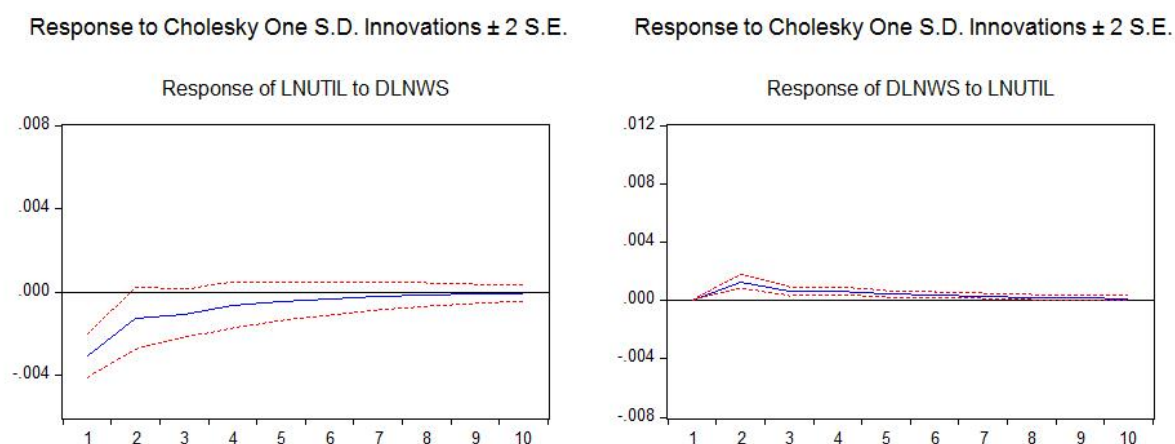 Response to Cholesky One S.D. Innovations ± 2 S.E.
Response of LNUTIL to DLNWS
.008
.004
.000
-.004
1 2 3 4 5 6 7 8 9 10
Response to Cholesky One S.D. Innovations ± 2 S.E.
Response of DLNWS to LNUTIL
.012
.008
.004
.000
-.004
-.008
1 2 3 4 5 6 7 8 9 10